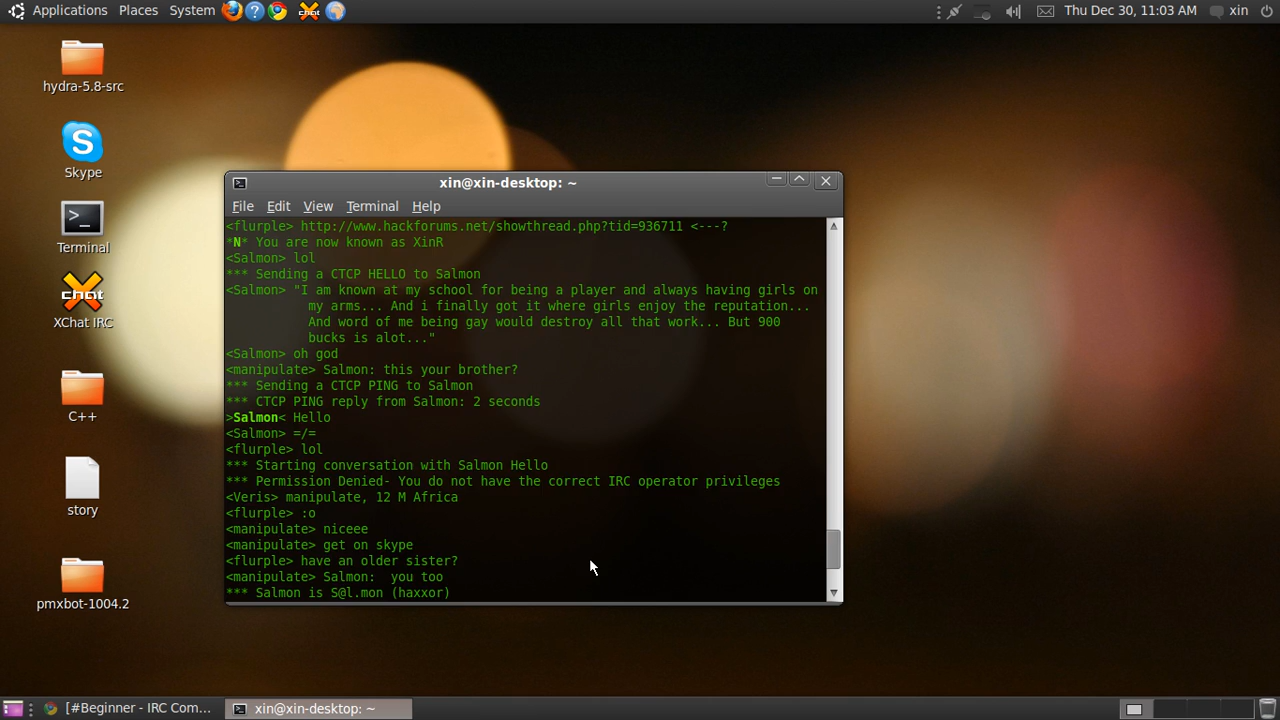 Applications Places System
Thu Dec 30, 11:03 AM xin
hydra-5.8-src
Skype
Terminal
chat
XChat IRC
C++
story
pmxbot-1004.2
xin@xin-desktop: ~
File Edit View Terminal Help
<flurple> http://www.hackforums.net/showthread.php?tid=936711 <---?
*N* You are now known as XinR
<Salmon> lol
*** Sending a CTCP HELLO to Salmon
<Salmon> "I am known at my school for being a player and always having girls on
my arms... And i finally got it where girls enjoy the reputation...
And word of me being gay would destroy all that work... But 900
bucks is alot..."
<Salmon> oh god
<manipulate> Salmon: this your brother?
*** Sending a CTCP PING to Salmon
*** CTCP PING reply from Salmon: 2 seconds
>Salmon< Hello
<Salmon> =/=
<flurple> lol
*** Starting conversation with Salmon Hello
*** Permission Denied- You do not have the correct IRC operator privileges
<Veris> manipulate, 12 M Africa
<flurple> :o
<manipulate> niceee
<manipulate> get on skype
<flurple> have an older sister?
<manipulate> Salmon:  you too
*** Salmon is S@l.mon (haxxor)
[#Beginner - IRC Com...
xin@xin-desktop: ~